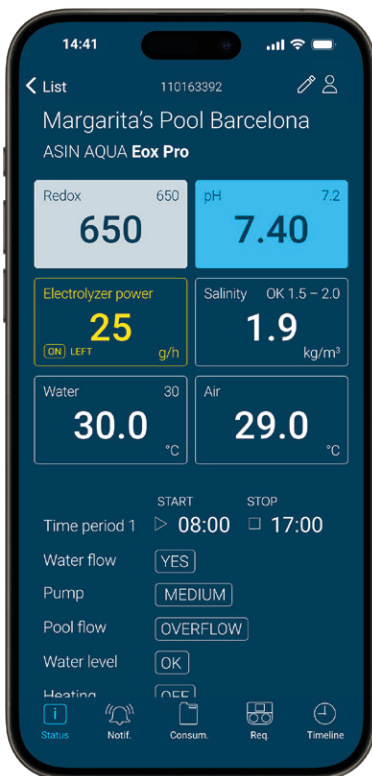 14:41
List 110163392
Margarita's Pool Barcelona
ASIN AQUA Eox Pro
Redox 650
650
pH 7.2
7.40
Electrolyzer power
25
ON LEFT g/h
Salinity OK 1.5 – 2.0
1.9
kg/m³
Water 30
30.0
°C
Air
29.0
°C
START STOP
Time period 1 08:00 17:00
Water flow YES
Pump MEDIUM
Pool flow OVERFLOW
Water level OK
Heating OFF
Status Notif. Consum. Req. Timeline